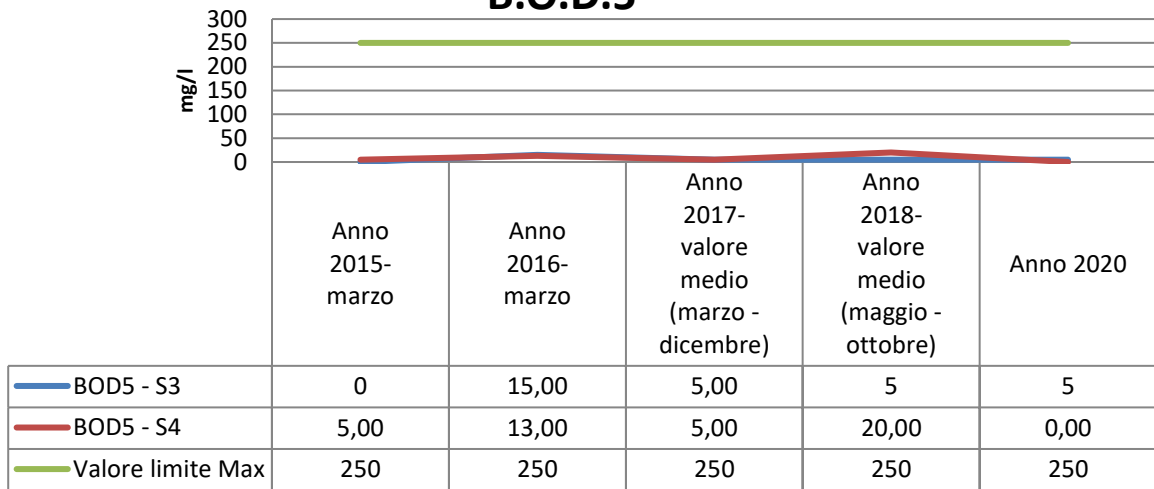 B.O.D.5
300
250
200
150
100
50
0
mg/l
Anno
2015-
marzo
Anno
2016-
marzo
Anno
2017-
valore
medio
(marzo -
dicembre)
Anno
2018-
valore
medio
(maggio -
ottobre)
Anno 2020
BOD5 - S3 0 15,00 5,00 5 5
BOD5 - S4 5,00 13,00 5,00 20,00 0,00
Valore limite Max 250 250 250 250 250